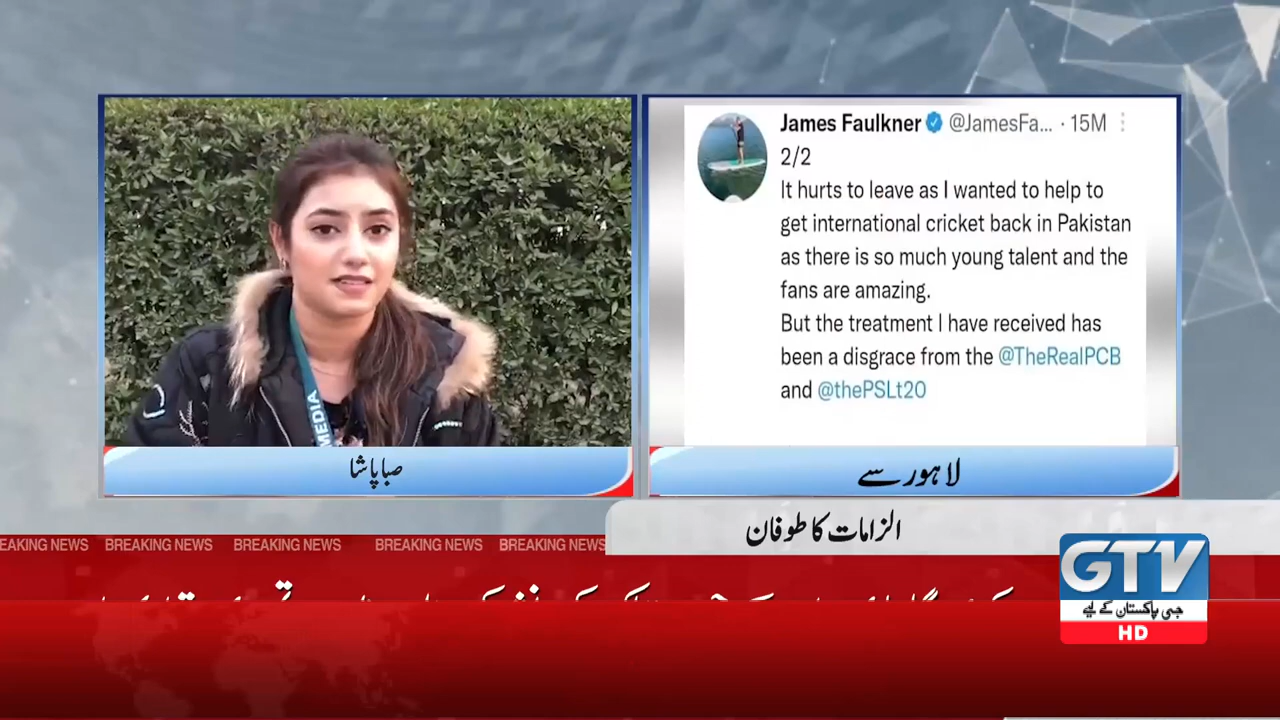 James Faulkner @JamesFa... · 15M
2/2
It hurts to leave as I wanted to help to
get international cricket back in Pakistan
as there is so much young talent and the
fans are amazing.
But the treatment I have received has
been a disgrace from the @TheRealPCB
and @thePSLt20
MEDIA
صبا پاشا
لاہور سے
الزامات کا طوفان
EAKING NEWS BREAKING NEWS BREAKING NEWS BREAKING NEWS BREAKING NEWS
GTV
جی پاکستان کے لیے
HD